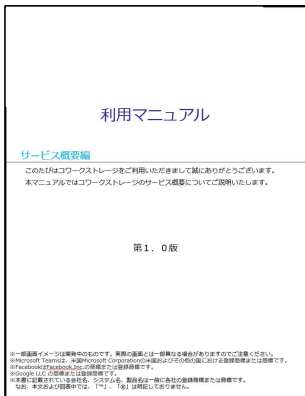 利用マニュアル
サービス概要編
このたびはコワークストレージをご利用いただきまして誠にありがとうございます。
本マニュアルではコワークストレージのサービス概要についてご説明いたします。
第1.0版
※一部画面イメージは開発中のものです。実際の画面とは一部異なる場合がありますのでご注意ください。
※Microsoft Teamsは、米国Microsoft Corporationの米国およびその他の国における登録商標または商標です。
※FacebookはFacebook,Inc.の商標または登録商標です。
※Google LLC の商標または登録商標です。
※本書に記載されている会社名、システム名、製品名は一般に各社の登録商標または商標です。
なお、本文および図表中では、「™」、「®」は明記しておりません。